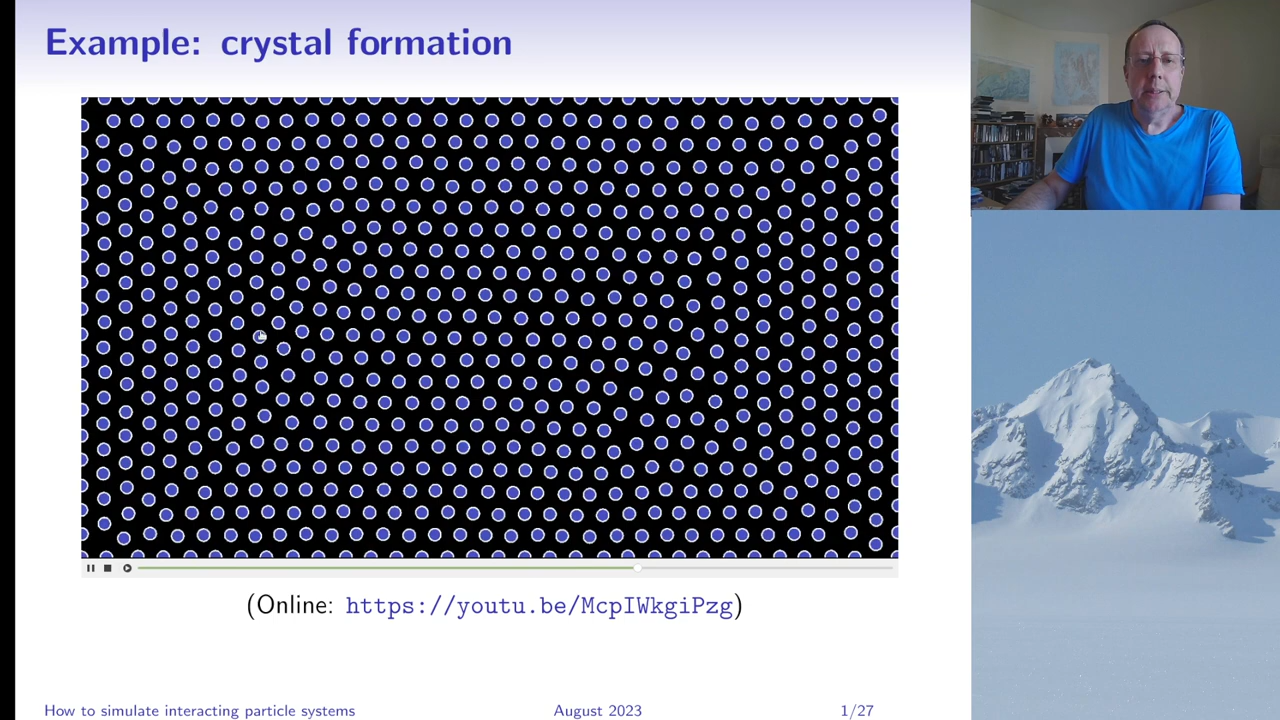 Example: crystal formation
(Online: https://youtu.be/McpIWkgiPzg)
How to simulate interacting particle systems
August 2023
1/27